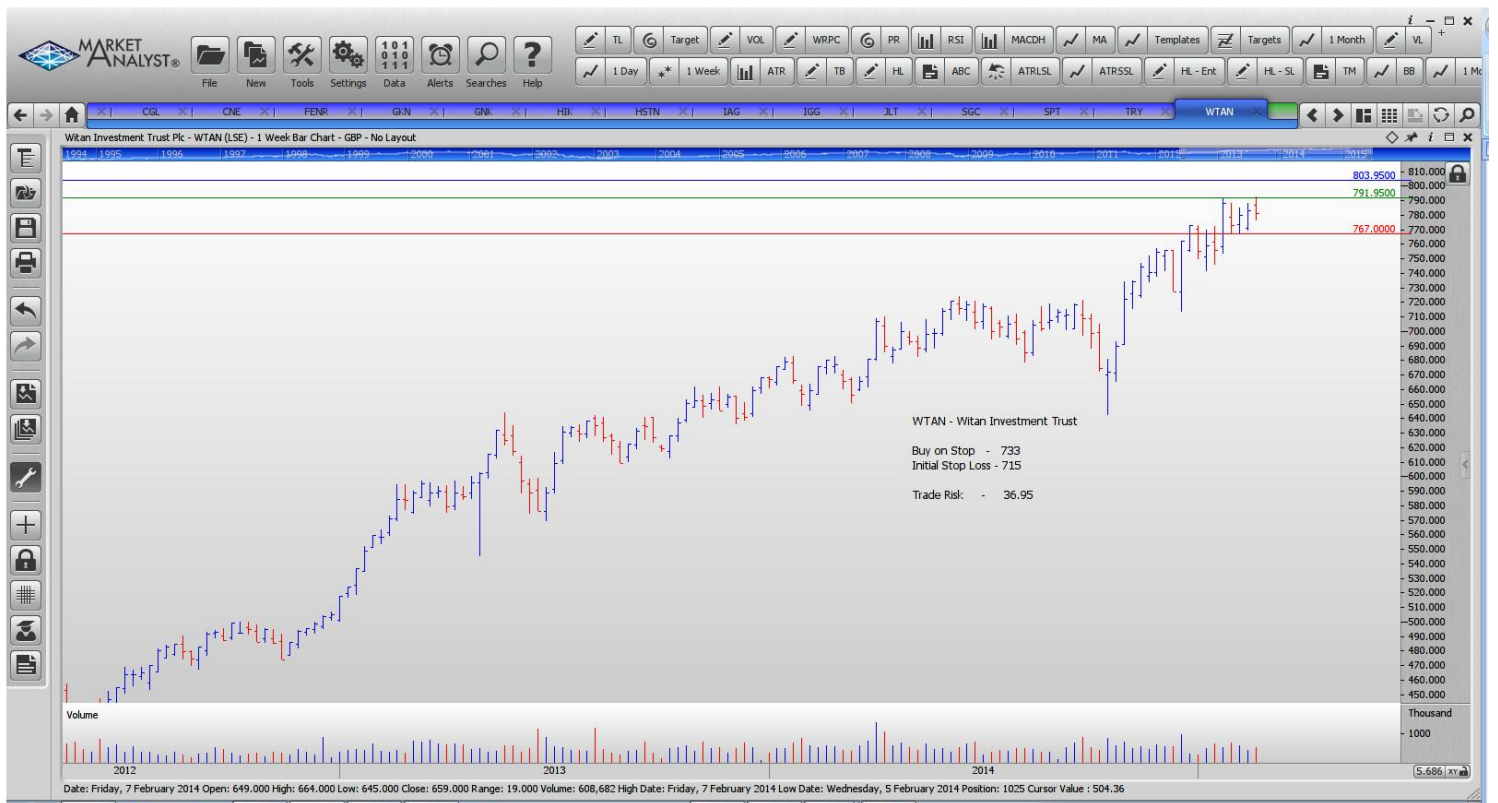 i
MARKET
ANALYST®
File
New
Tools
Settings
101
010
111
Data
Alerts
Searches
?
Help
TL
Target
VOL
WRPC
PR
RSI
MACDH
MA
Templates
Targets
1 Month
VL
+
1 Day
1 Week
ATR
TB
HL
ABC
ATRLSL
ATRSSL
HL - Ent
HL - SL
TM
BB
CGL CNE FENR GKN GNK HIK HSTN IAG IGG JLT SGC SPT TRY WTAN
Witan Investment Trust Plc - WTAN (LSE) - 1 Week Bar Chart - GBP - No Layout
1994 1995 1996 1997 1998 1999 2000 2001 2002 2003 2004 2005 2006 2007 2008 2009 2010 2011 2012 2013 2014 2015
803.9500
791.9500
767.0000
810.000
800.000
790.000
780.000
770.000
760.000
750.000
740.000
730.000
720.000
710.000
700.000
690.000
680.000
670.000
660.000
650.000
640.000
630.000
620.000
610.000
600.000
590.000
580.000
570.000
560.000
550.000
540.000
530.000
520.000
510.000
500.000
490.000
480.000
470.000
460.000
450.000
WTAN - Witan Investment Trust
Buy on Stop - 733
Initial Stop Loss - 715
Trade Risk - 36.95
Volume
Thousand
1000
2012 2013 2014
5.686 XY
Date: Friday, 7 February 2014 Open: 649.000 High: 664.000 Low: 645.000 Close: 659.000 Range: 19.000 Volume: 608,682 High Date: Friday, 7 February 2014 Low Date: Wednesday, 5 February 2014 Position: 1025 Cursor Value : 504.36